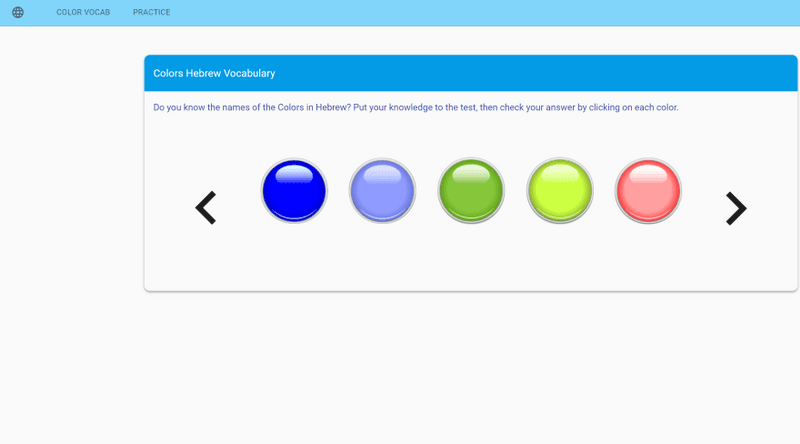 COLOR VOCAB PRACTICE
Colors Hebrew Vocabulary
Do you know the names of the Colors in Hebrew? Put your knowledge to the test, then check your answer by clicking on each color.